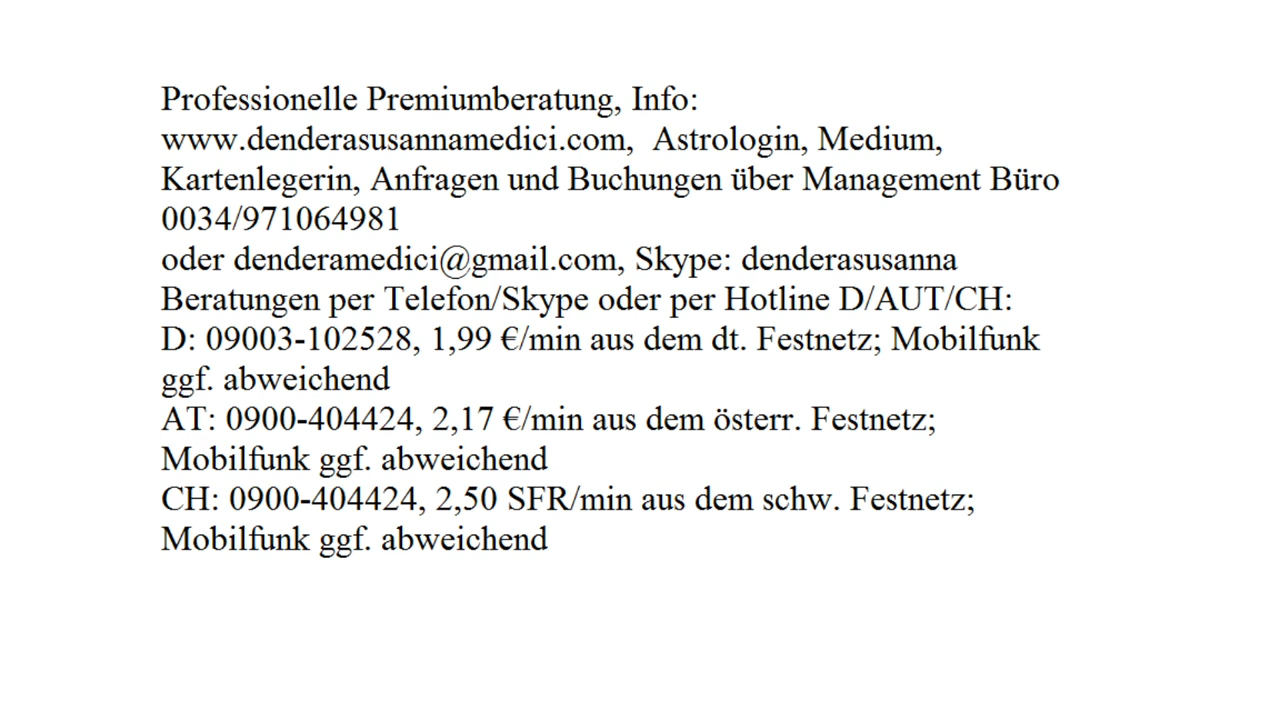 Professionelle Premiumberatung, Info:
www.denderasusannamedici.com,  Astrologin, Medium,
Kartenlegerin, Anfragen und Buchungen über Management Büro
0034/971064981
oder denderamedici@gmail.com, Skype: denderasusanna
Beratungen per Telefon/Skype oder per Hotline D/AUT/CH:
D: 09003-102528, 1,99 €/min aus dem dt. Festnetz; Mobilfunk
ggf. abweichend
AT: 0900-404424, 2,17 €/min aus dem österr. Festnetz;
Mobilfunk ggf. abweichend
CH: 0900-404424, 2,50 SFR/min aus dem schw. Festnetz;
Mobilfunk ggf. abweichend